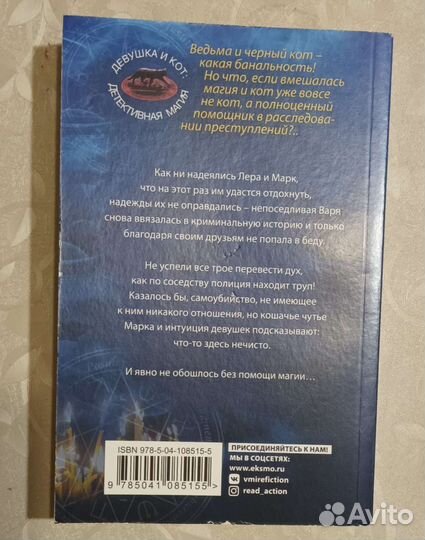 ДЕВУШКА И КОТ:
ДЕТЕКТИВНАЯ МАГИЯ
Ведьма и черный кот –
какая банальность!
Но что, если вмешалась
магия и кот уже вовсе
не кот, а полноценный
помощник в расследова-
нии преступлений?..
Как ни надеялись Лера и Марк,
что на этот раз им удастся отдохнуть,
надежды их не оправдались – непоседливая Варя
снова ввязалась в криминальную историю и только
благодаря своим друзьям не попала в беду.
Не успели все трое перевести дух,
как по соседству полиция находит труп!
Казалось бы, самоубийство, не имеющее
к ним никакого отношения, но кошачье чутье
Марка и интуиция девушек подсказывают:
что-то здесь нечисто.
И явно не обошлось без помощи магии...
ISBN 978-5-04-108515-5
9 785041 085155 >
ПРИСОЕДИНЯЙТЕСЬ К НАМ!
МЫ В СОЦСЕТЯХ:
www.eksmo.ru
vmirefiction
read_action
Avito